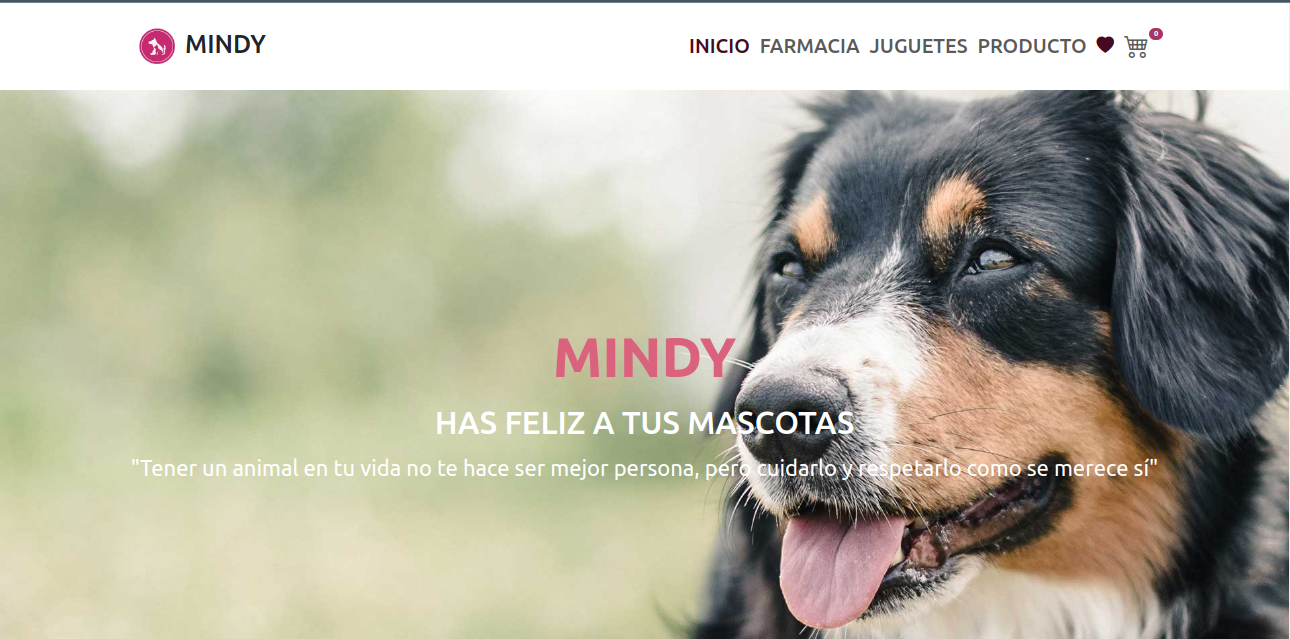 MINDY
INICIO FARMACIA JUGUETES PRODUCTO 0
MINDY
HAS FELIZ A TUS MASCOTAS
"Tener un animal en tu vida no te hace ser mejor persona, pero cuidarlo y respetarlo como se merece sí"